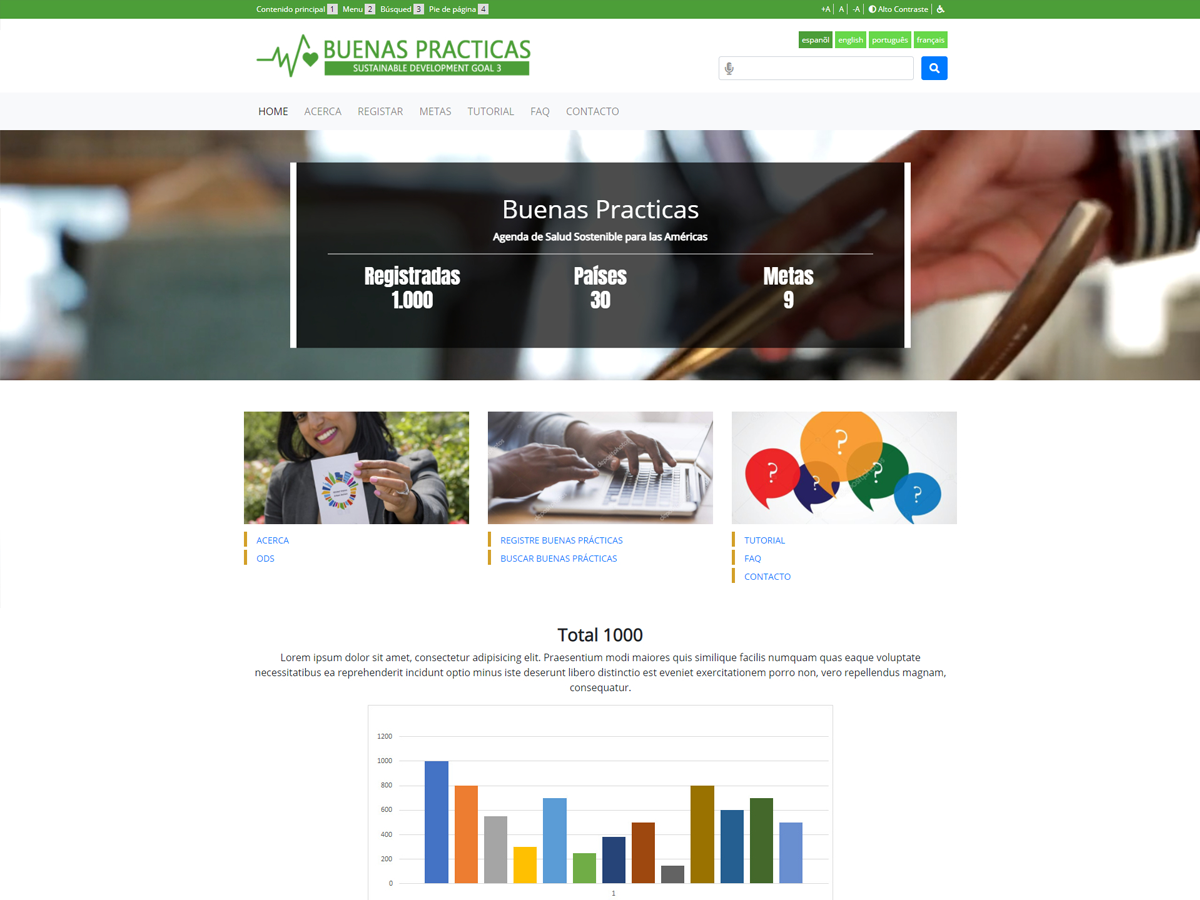 Contenido principal 1 Menu 2 Búsqued 3 Pie de página 4
+A A -A Alto Contraste
BUENAS PRACTICAS
SUSTAINABLE DEVELOPMENT GOAL 3
espanõl english português français
HOME ACERCA REGISTAR METAS TUTORIAL FAQ CONTACTO
Buenas Practicas
Agenda de Salud Sostenible para las Américas
Registradas Países Metas
1.000 30 9
? ? ? ? ?
ACERCA
ODS
REGISTRE BUENAS PRÁCTICAS
BUSCAR BUENAS PRÁCTICAS
TUTORIAL
FAQ
CONTACTO
Total 1000
Lorem ipsum dolor sit amet, consectetur adipisicing elit. Praesentium modi maiores quis similique facilis numquam quas eaque voluptate
necessitatibus ea reprehenderit incidunt optio minus iste deserunt libero distinctio est eveniet exercitationem porro non, vero repellendus magnam,
consequatur.
1200
1000
800
600
400
200
0
1